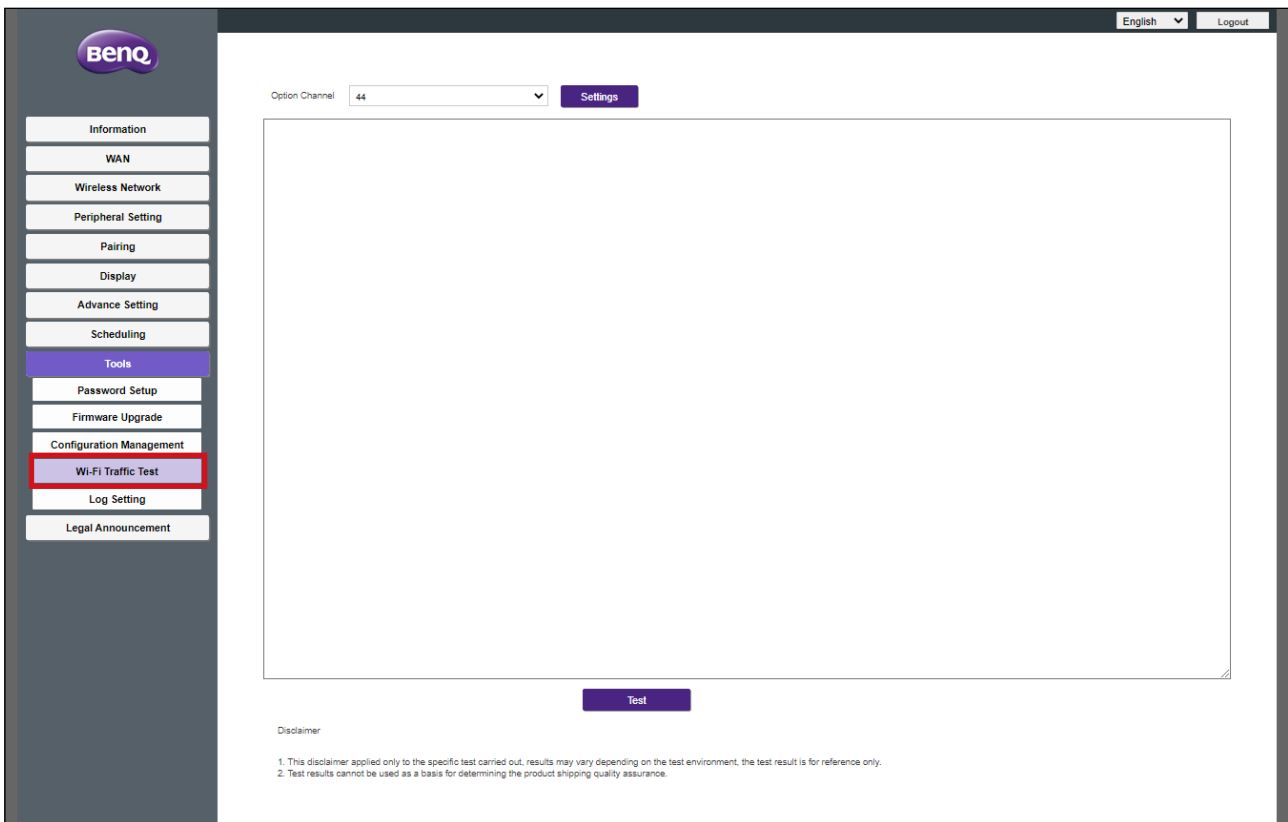 English Logout
BenQ
Option Channel 44 Settings
Information
WAN
Wireless Network
Peripheral Setting
Pairing
Display
Advance Setting
Scheduling
Tools
Password Setup
Firmware Upgrade
Configuration Management
Wi-Fi Traffic Test
Log Setting
Legal Announcement
Test
Disclaimer
1. This disclaimer applied only to the specific test carried out, results may vary depending on the test environment, the test result is for reference only.
2. Test results cannot be used as a basis for determining the product shipping quality assurance.